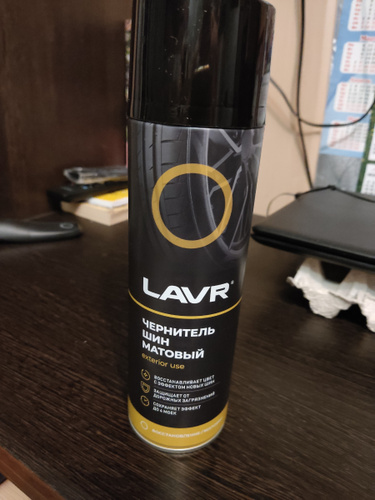 LAVR®
ЧЕРНИТЕЛЬ
ШИН
МАТОВЫЙ
exterior use
ВОССТАНАВЛИВАЕТ ЦВЕТ
С ЭФФЕКТОМ НОВЫХ ШИН
ЗАЩИЩАЕТ ОТ
ДОРОЖНЫХ ЗАГРЯЗНЕНИЙ
СОХРАНЯЕТ ЭФФЕКТ
ДО 4 МОЕК